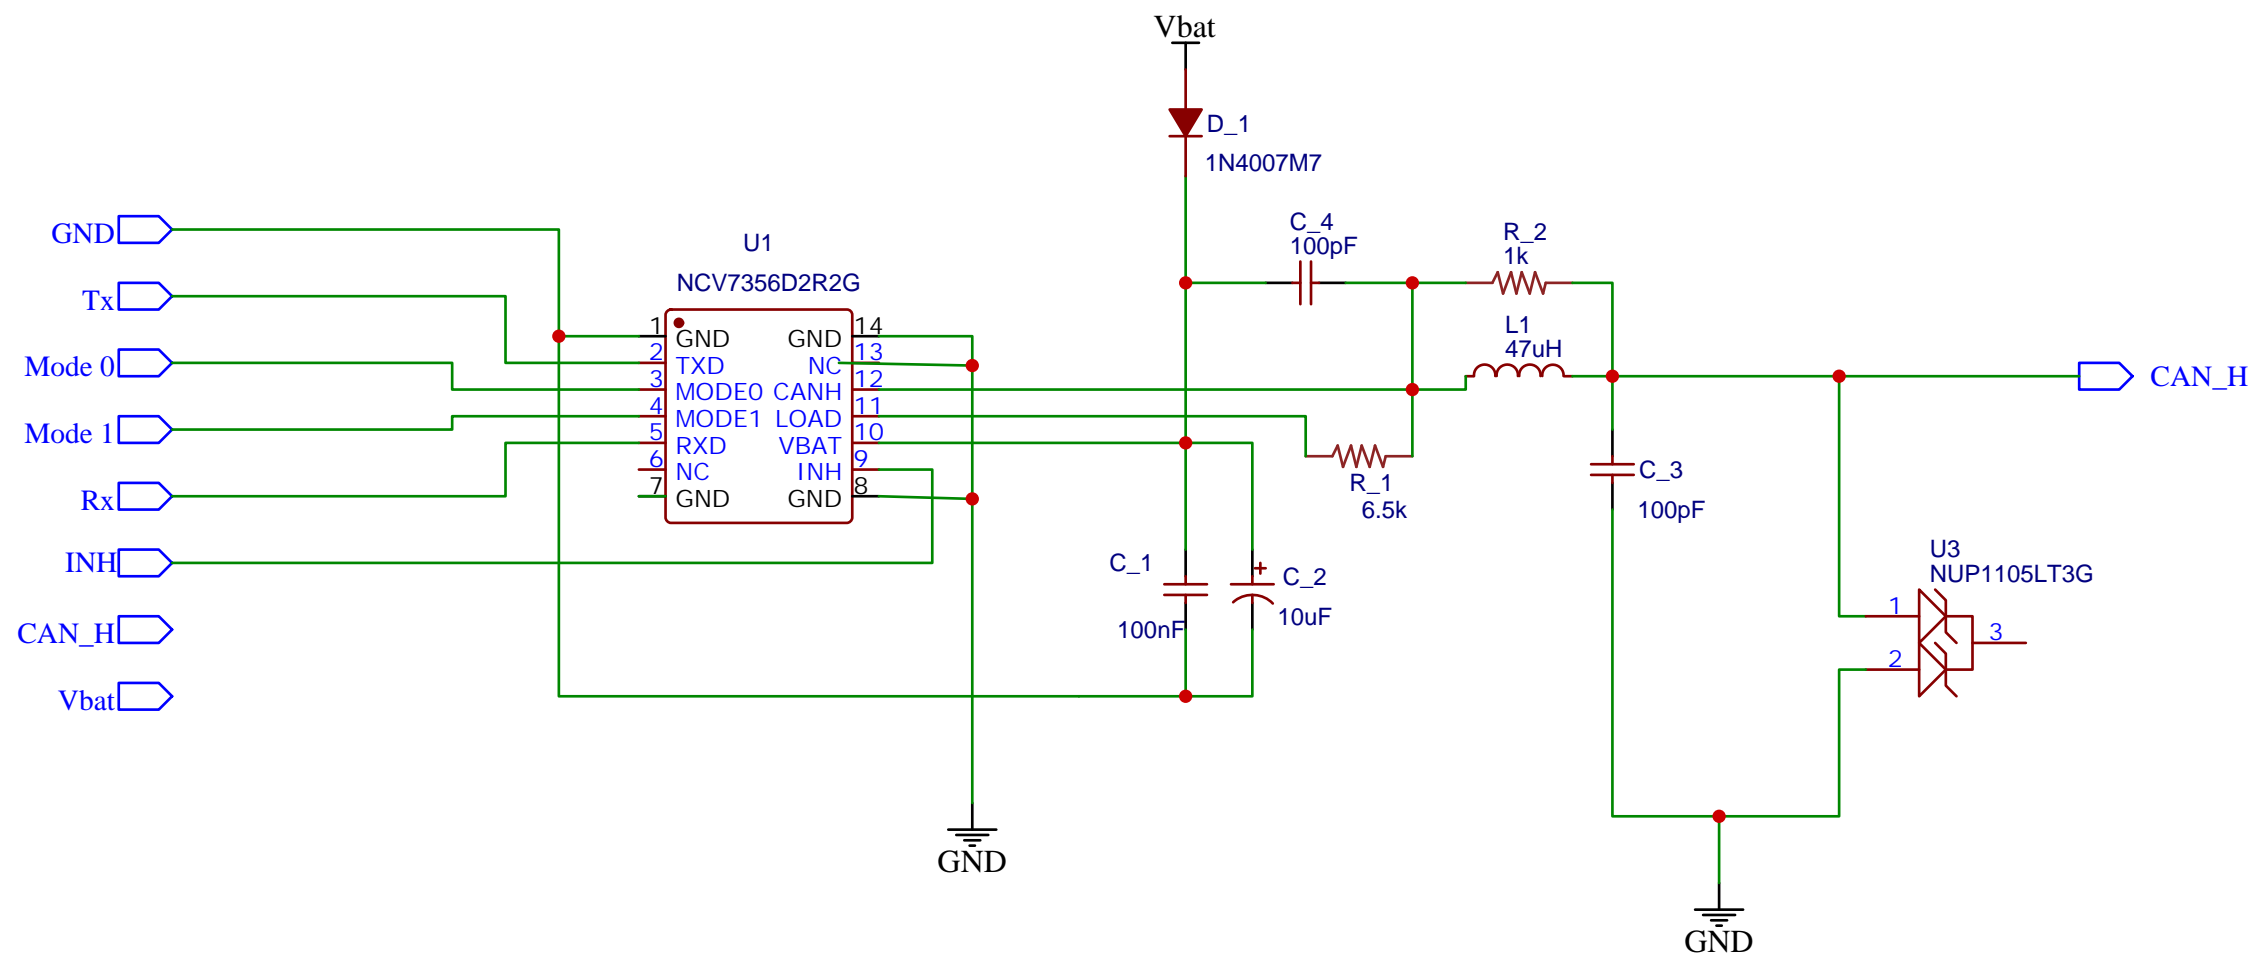 Vbat
D_1
1N4007M7
GND
Tx
Mode 0
Mode 1
Rx
INH
CAN_H
Vbat
U1
NCV7356D2R2G
1 GND GND 14
2 TXD NC 13
3 MODE0 CANH 12
4 MODE1 LOAD 11
5 RXD VBAT 10
6 NC INH 9
7 GND GND 8
C_4
100pF
R_2
1k
L1
47uH
CAN_H
R_1
6.5k
C_3
100pF
C_1
100nF
+
C_2
10uF
U3
NUP1105LT3G
1
2
3
GND
GND